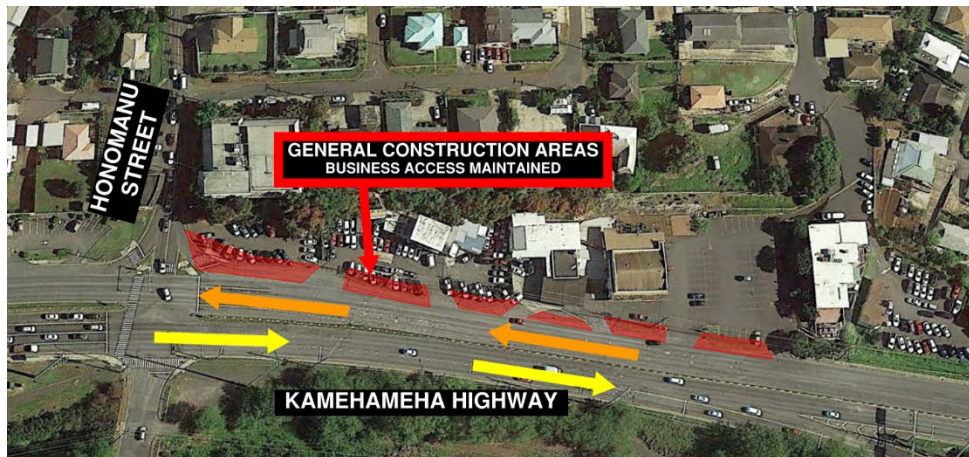 HONOMANU
STREET
GENERAL CONSTRUCTION AREAS
BUSINESS ACCESS MAINTAINED
KAMEHAMEHA HIGHWAY